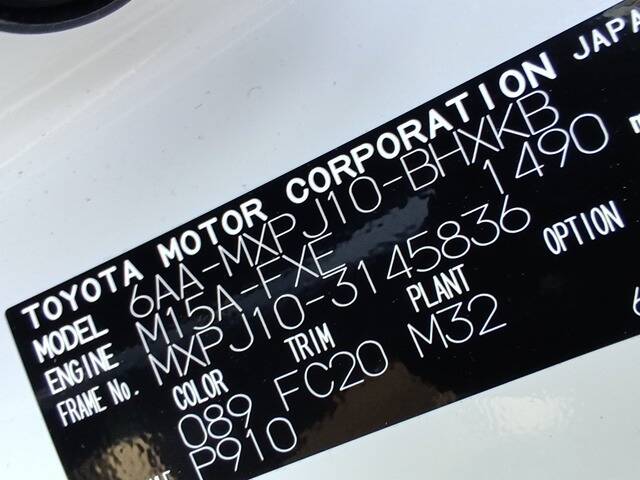 TOYOTA MOTOR CORPORATION JAPA
MODEL 6AA-MXPJ10-BHXKB
ENGINE M15A-FXE 1490
FRAME No. MXPJ10-3145836
COLOR TRIM PLANT OPTION
089 FC20 M32
P910